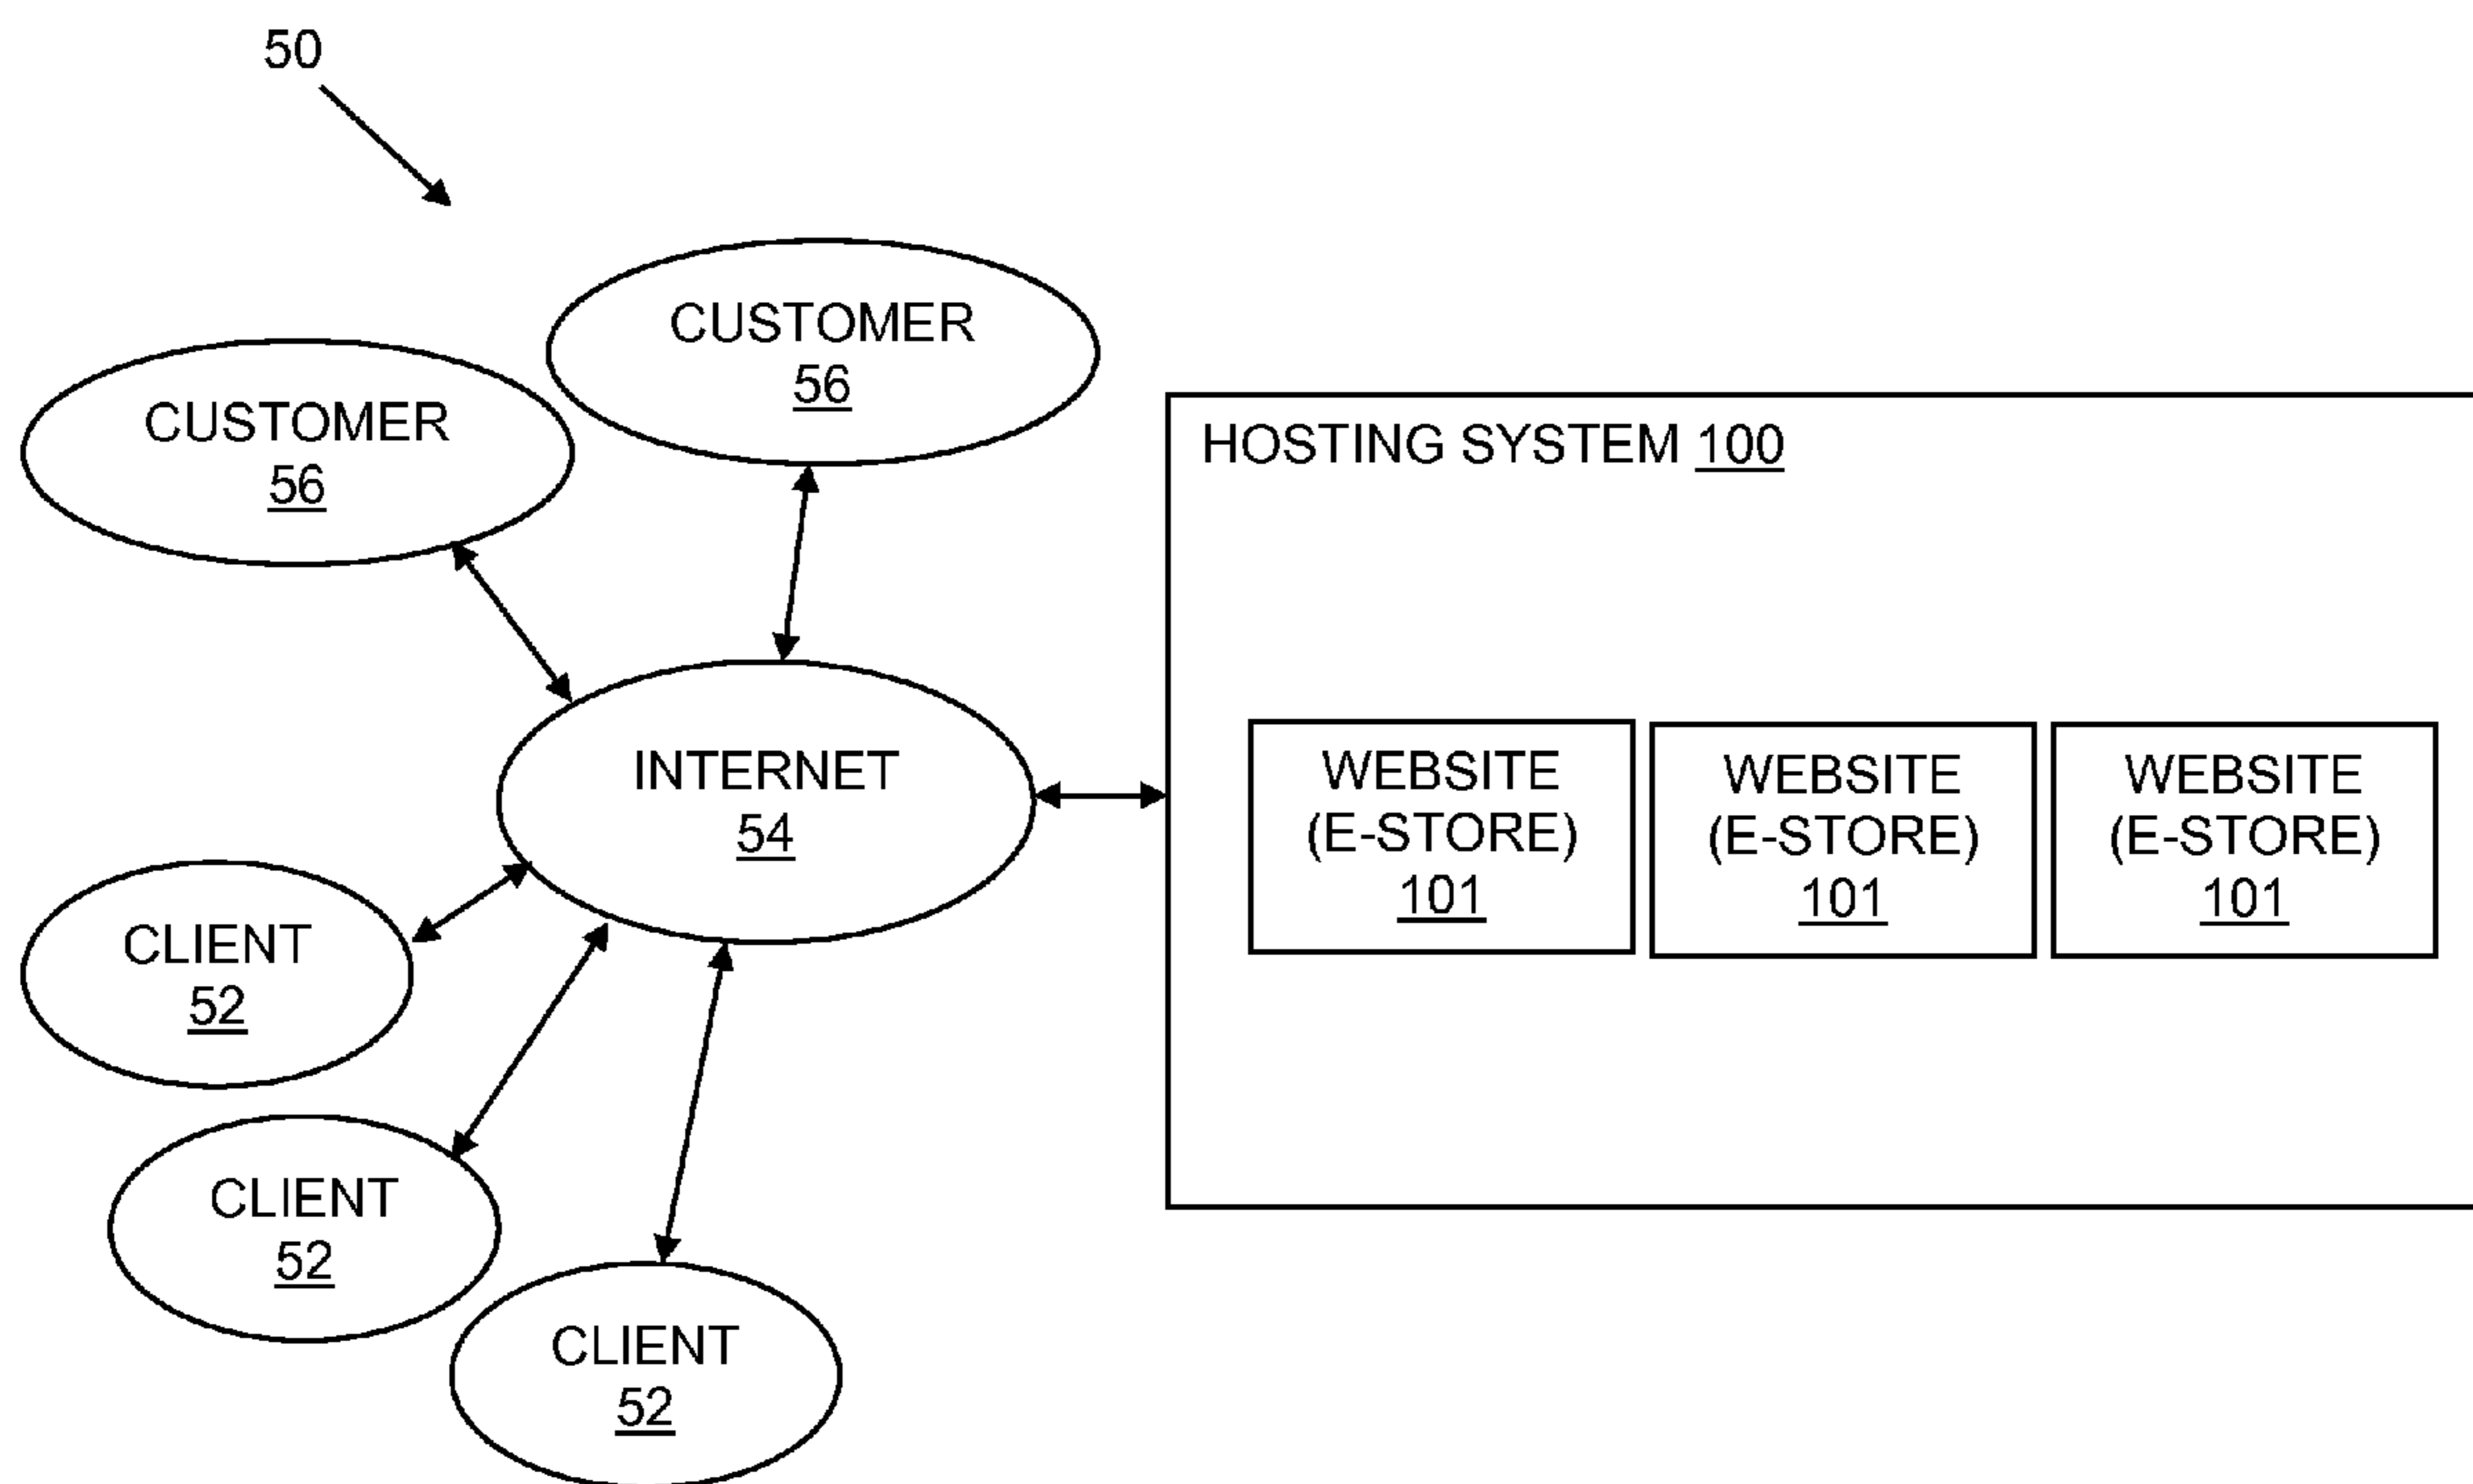 50
CUSTOMER
56
CUSTOMER
56
HOSTING SYSTEM 100
INTERNET
54
WEBSITE
(E-STORE)
101
WEBSITE
(E-STORE)
101
WEBSITE
(E-STORE)
101
CLIENT
52
CLIENT
52
CLIENT
52